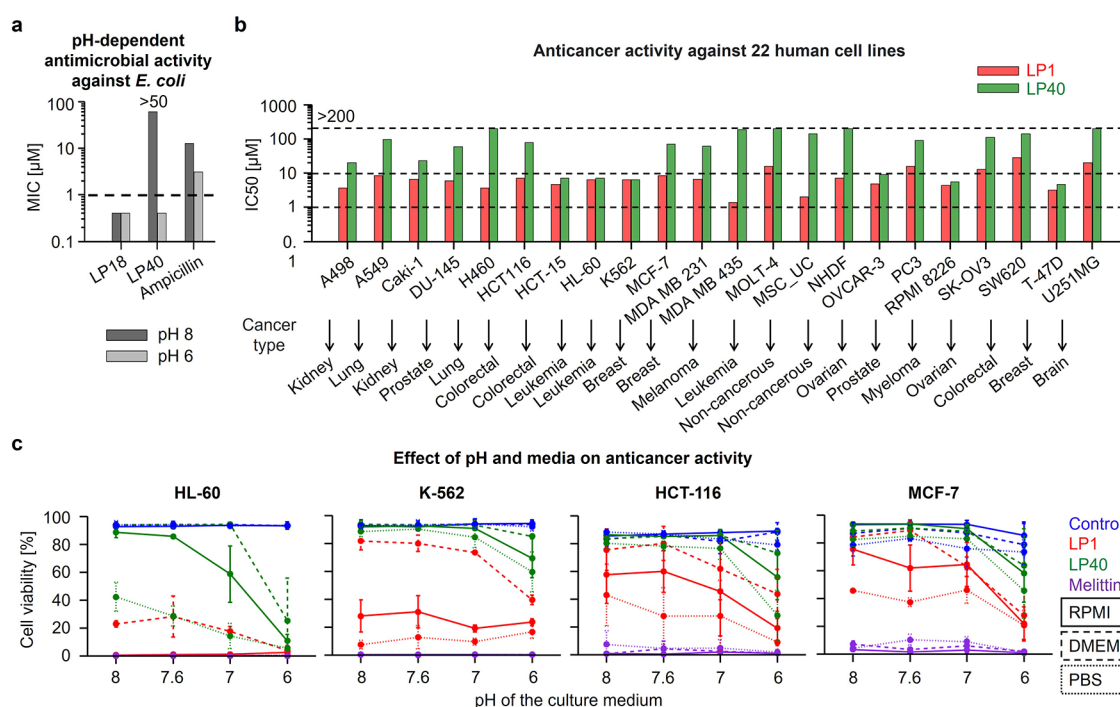 a
pH-dependent
antimicrobial activity
against E. coli
>50
100
10
1
0.1
MIC [µM]
LP18
LP40
Ampicillin
pH 8
pH 6
b
Anticancer activity against 22 human cell lines
LP1
LP40
>200
1000
100
10
1
0.
1
IC50 [µM]
A498
A549
Caki-1
DU-145
H460
HCT116
HCT-15
HL-60
K562
MCF-7
MDA MB 231
MDA MB 435
MOLT-4
MSC_UC
NHDF
OVCAR-3
PC3
RPMI 8226
SK-OV3
SW620
T-47D
U251MG
Cancer
type
Kidney
Lung
Kidney
Prostate
Lung
Colorectal
Colorectal
Leukemia
Leukemia
Breast
Breast
Melanoma
Leukemia
Non-cancerous
Non-cancerous
Ovarian
Prostate
Myeloma
Ovarian
Colorectal
Breast
Brain
c
Effect of pH and media on anticancer activity
HL-60
K-562
HCT-116
MCF-7
100
80
60
40
20
0
Cell viability [%]
8 7.6 7 6
8 7.6 7 6
8 7.6 7 6
8 7.6 7 6
pH of the culture medium
Contro
LP1
LP40
Melittin
RPMI
DMEM
PBS